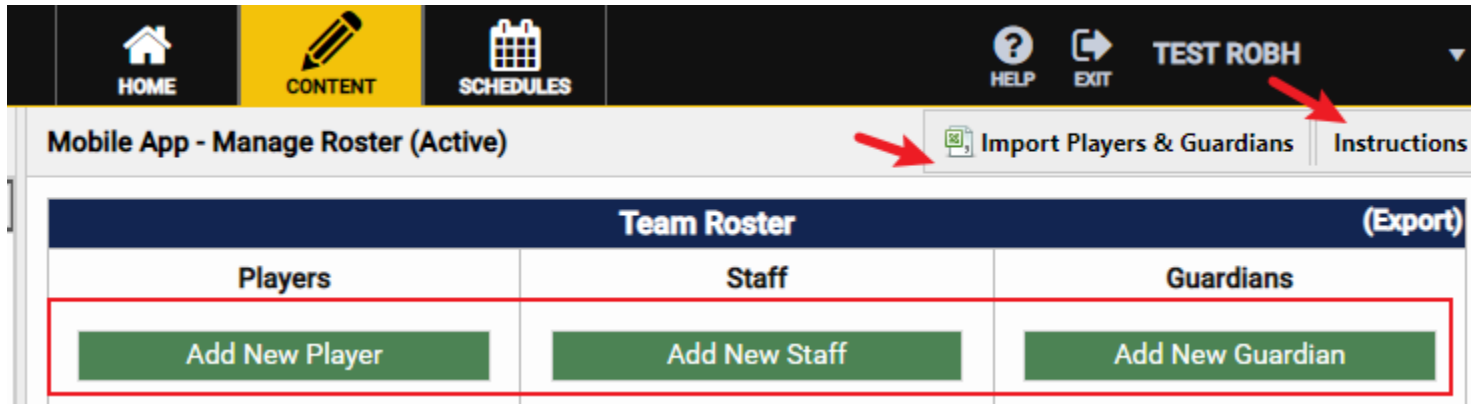 HOME CONTENT SCHEDULES HELP EXIT TEST ROBH
Mobile App - Manage Roster (Active) Import Players & Guardians Instructions
Team Roster (Export)
Players Staff Guardians
Add New Player Add New Staff Add New Guardian